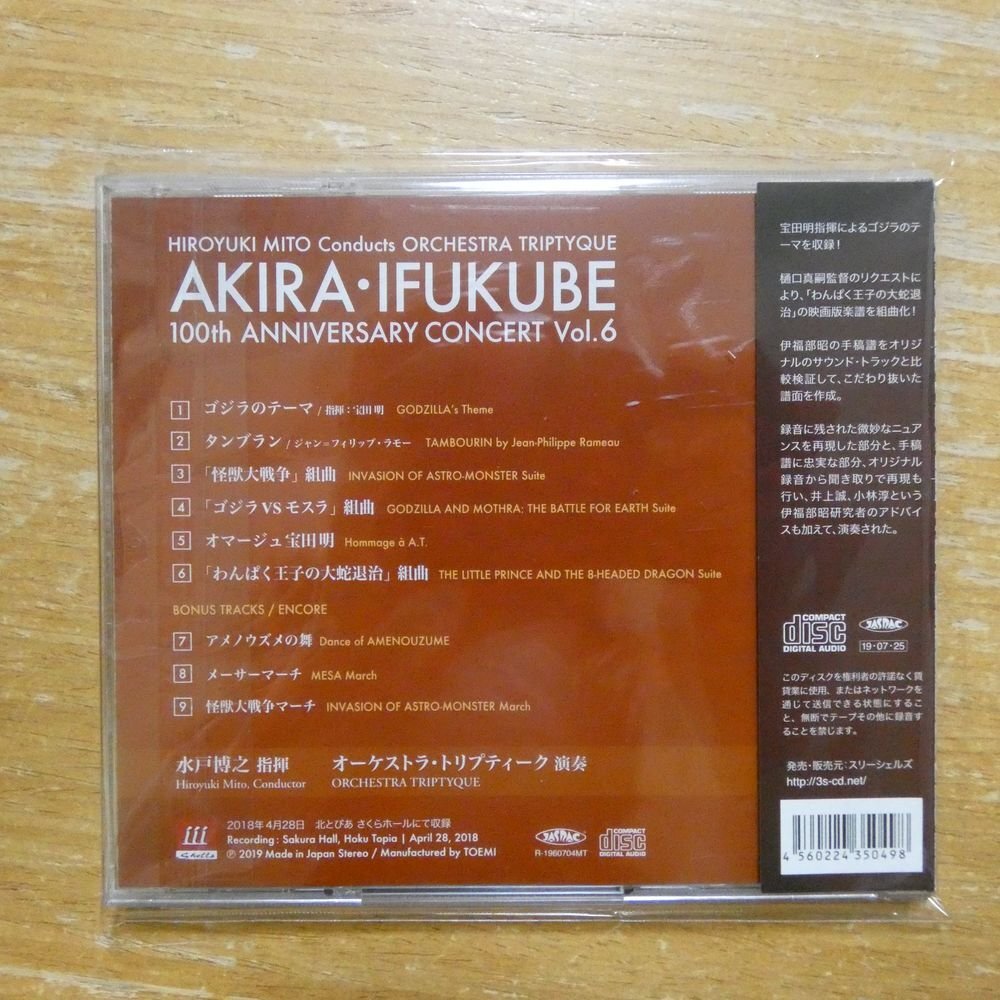 HIROYUKI MITO Conducts ORCHESTRA TRIPTYQUE
AKIRA・IFUKUBE
100th ANNIVERSARY CONCERT Vol.6
1 ゴジラのテーマ / 指揮：宝田 明 GODZILLA's Theme
2 タンブラン / ジャン＝フィリップ・ラモー TAMBOURIN by Jean-Philippe Rameau
3 「怪獣大戦争」組曲 INVASION OF ASTRO-MONSTER Suite
4 「ゴジラ VS モスラ」組曲 GODZILLA AND MOTHRA: THE BATTLE FOR EARTH Suite
5 オマージュ 宝田 明 Hommage à A.T.
6 「わんぱく王子の大蛇退治」組曲 THE LITTLE PRINCE AND THE 8-HEADED DRAGON Suite
BONUS TRACKS / ENCORE
7 アメノウズメの舞 Dance of AMENOUZUME
8 メーサーマーチ MESA March
9 怪獣大戦争マーチ INVASION OF ASTRO-MONSTER March
水戸博之 指揮 オーケストラ・トリプティーク 演奏
Hiroyuki Mito, Conductor ORCHESTRA TRIPTYQUE
iii
Shells
2018年4月28日 北とぴあ さくらホールにて収録
Recording: Sakura Hall, Hoku Topia | April 28, 2018
℗ 2019 Made in Japan Stereo / Manufactured by TOEMI
JASRAC
R-1960704MT
COMPACT
disc
DIGITAL AUDIO
宝田明指揮によるゴジラのテ
ーマを収録！
樋口真嗣監督のリクエストに
より、「わんぱく王子の大蛇退
治」の映画版楽譜を組曲化！
伊福部昭の手稿譜をオリジ
ナルのサウンド・トラックと比
較検証して、こだわり抜いた
譜面を作成。
録音に残された微妙なニュア
ンスを再現した部分と、手稿
譜に忠実な部分、オリジナル
録音から聞き取りで再現も
行い、井上誠、小林淳という
伊福部昭研究者のアドバイ
スも加えて、演奏された。
COMPACT
disc
DIGITAL AUDIO
JASRAC
19・07・25
このディスクを権利者の許諾なく賃
貸業に使用、またはネットワークを
通じて送信できる状態にするこ
と、無断でテープその他に録音す
ることを禁じます。
発売・販売元：スリーシェルズ
http://3s-cd.net/
4 560224 350498